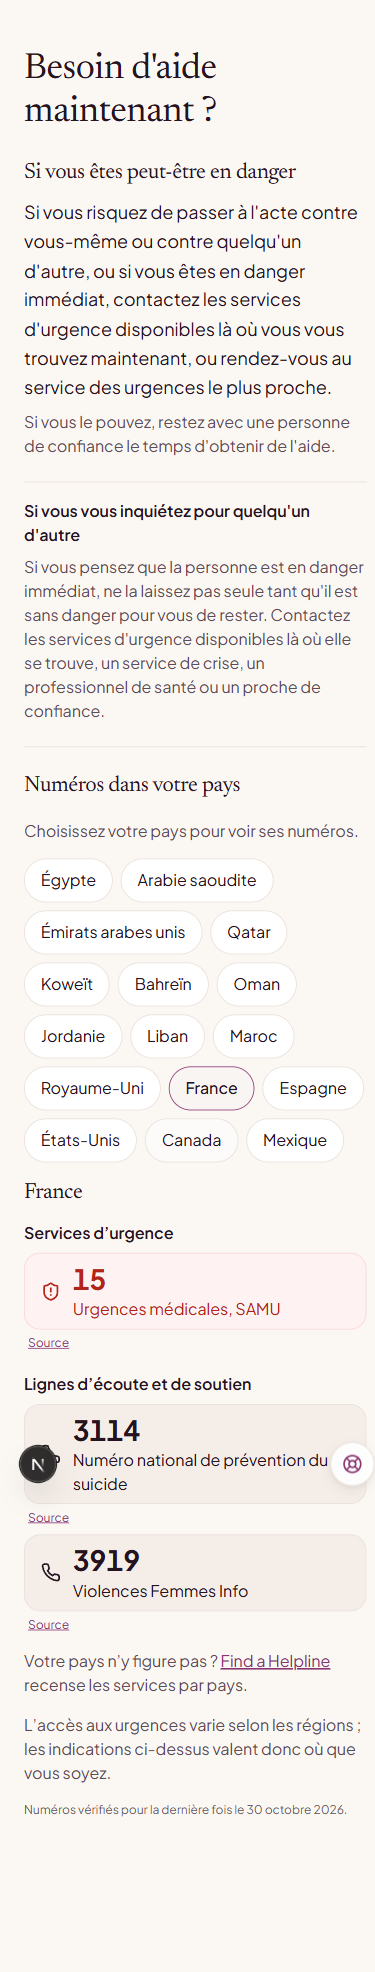 Besoin d'aide
maintenant ?
Si vous êtes peut-être en danger
Si vous risquez de passer à l'acte contre
vous-même ou contre quelqu'un
d'autre, ou si vous êtes en danger
immédiat, contactez les services
d'urgence disponibles là où vous vous
trouvez maintenant, ou rendez-vous au
service des urgences le plus proche.
Si vous le pouvez, restez avec une personne
de confiance le temps d'obtenir de l'aide.
Si vous vous inquiétez pour quelqu'un
d'autre
Si vous pensez que la personne est en danger
immédiat, ne la laissez pas seule tant qu'il est
sans danger pour vous de rester. Contactez
les services d'urgence disponibles là où elle
se trouve, un service de crise, un
professionnel de santé ou un proche de
confiance.
Numéros dans votre pays
Choisissez votre pays pour voir ses numéros.
Égypte Arabie saoudite
Émirats arabes unis Qatar
Koweït Bahreïn Oman
Jordanie Liban Maroc
Royaume-Uni France Espagne
États-Unis Canada Mexique
France
Services d’urgence
15
Urgences médicales, SAMU
Source
Lignes d’écoute et de soutien
3114
N Numéro national de prévention du
suicide
Source
3919
Violences Femmes Info
Source
Votre pays n’y figure pas ? Find a Helpline
recense les services par pays.
L’accès aux urgences varie selon les régions ;
les indications ci-dessus valent donc où que
vous soyez.
Numéros vérifiés pour la dernière fois le 30 octobre 2026.